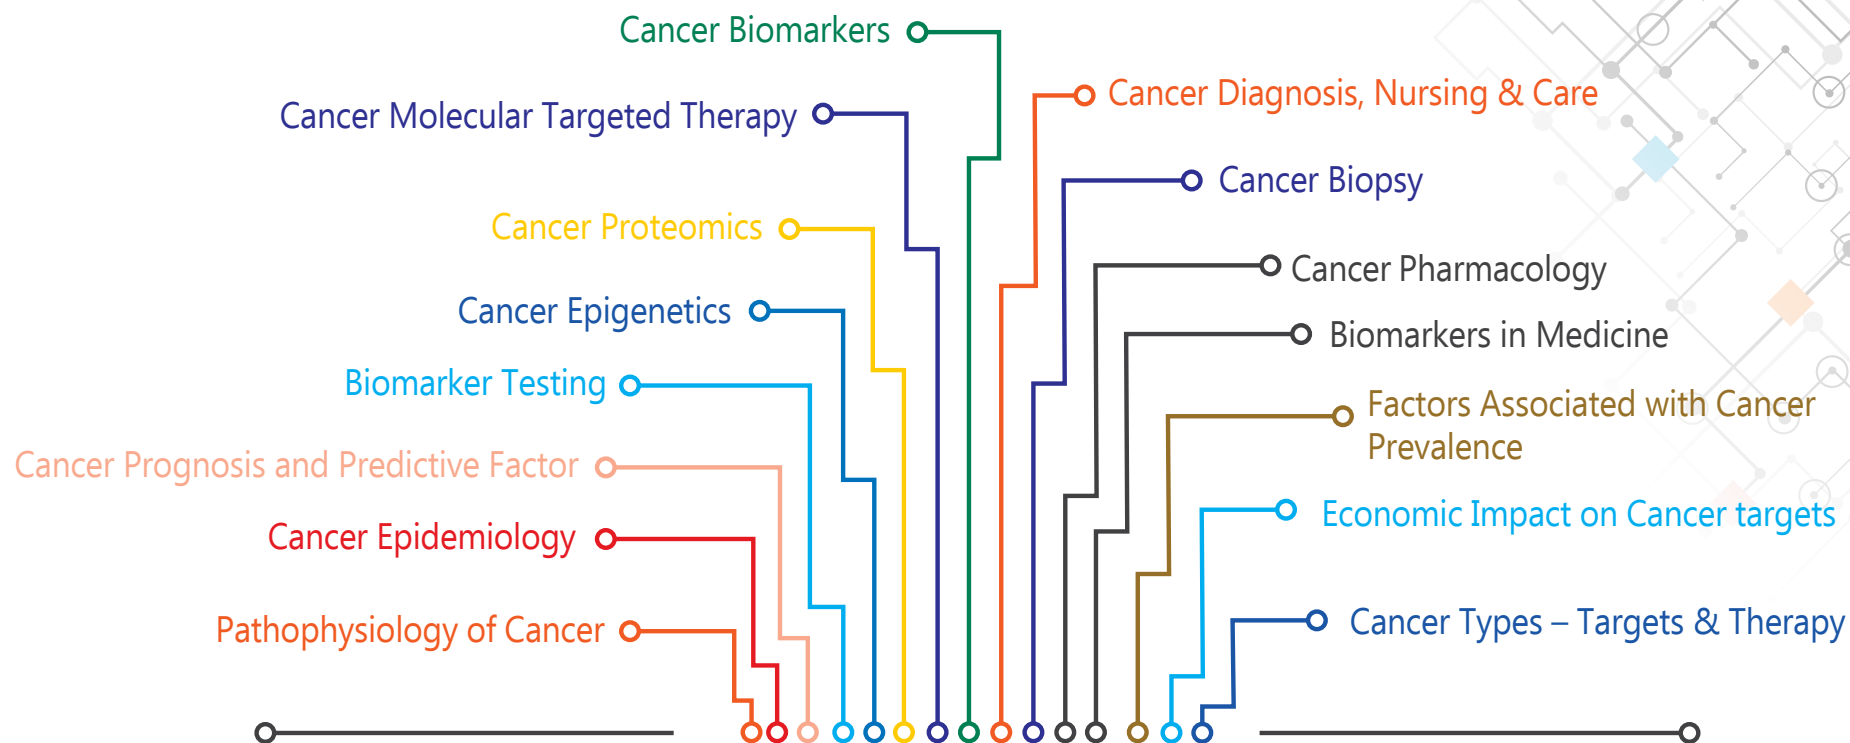 Cancer Biomarkers
Cancer Molecular Targeted Therapy
Cancer Proteomics
Cancer Epigenetics
Biomarker Testing
Cancer Prognosis and Predictive Factor
Cancer Epidemiology
Pathophysiology of Cancer
Cancer Diagnosis, Nursing & Care
Cancer Biopsy
Cancer Pharmacology
Biomarkers in Medicine
Factors Associated with Cancer
Prevalence
Economic Impact on Cancer targets
Cancer Types – Targets & Therapy